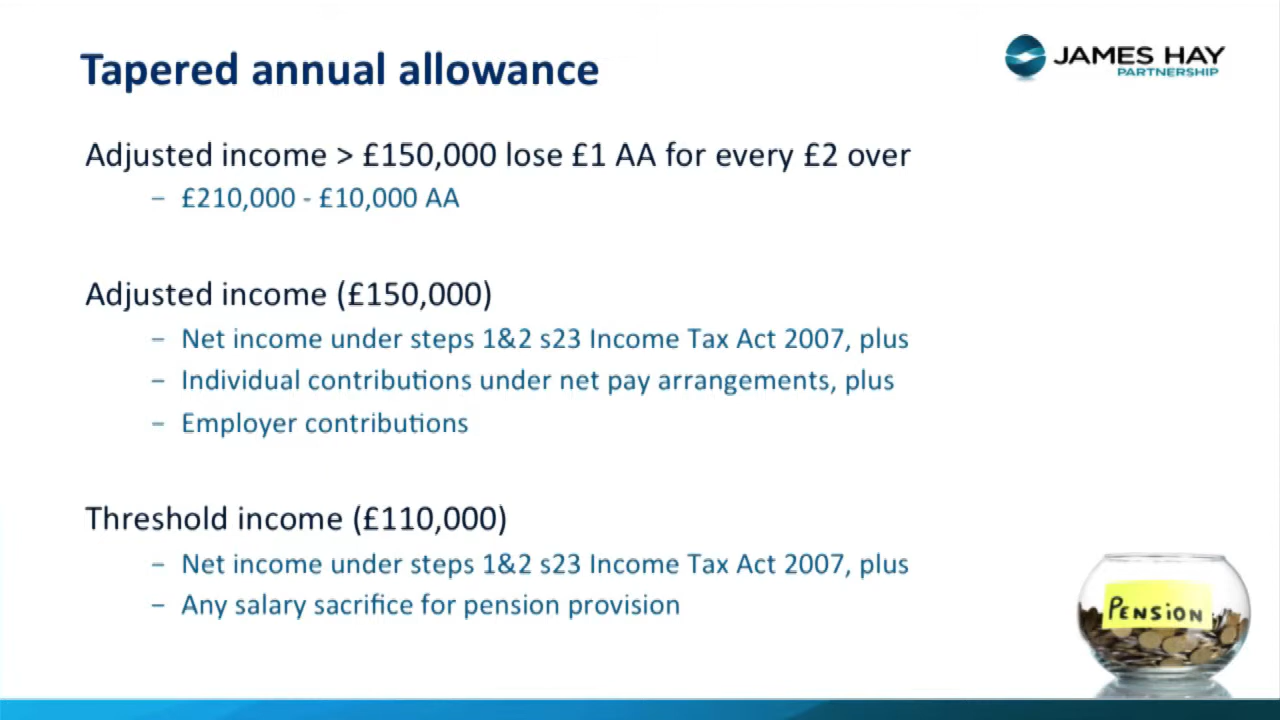 Tapered annual allowance
JAMES HAY
PARTNERSHIP
Adjusted income > £150,000 lose £1 AA for every £2 over
– £210,000 - £10,000 AA
Adjusted income (£150,000)
– Net income under steps 1&2 s23 Income Tax Act 2007, plus
– Individual contributions under net pay arrangements, plus
– Employer contributions
Threshold income (£110,000)
– Net income under steps 1&2 s23 Income Tax Act 2007, plus
– Any salary sacrifice for pension provision
PENSION